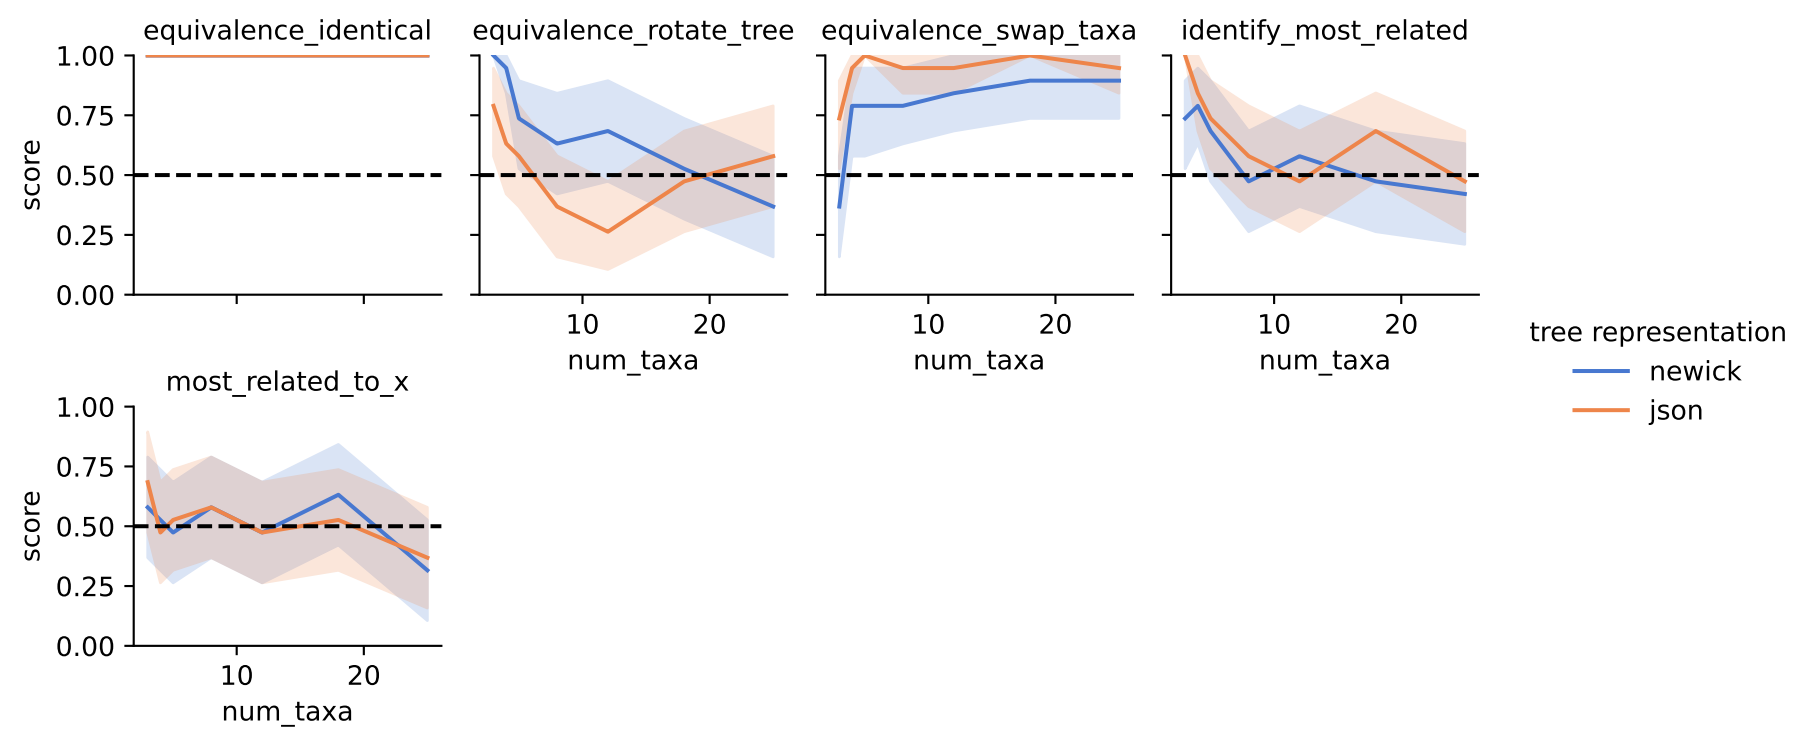 equivalence_identical
equivalence_rotate_tree
equivalence_swap_taxa
identify_most_related
1.00
0.75
0.50
0.25
0.00
score
10
20
num_taxa
10
20
num_taxa
10
20
num_taxa
tree representation
newick
json
most_related_to_x
1.00
0.75
0.50
0.25
0.00
score
10
20
num_taxa